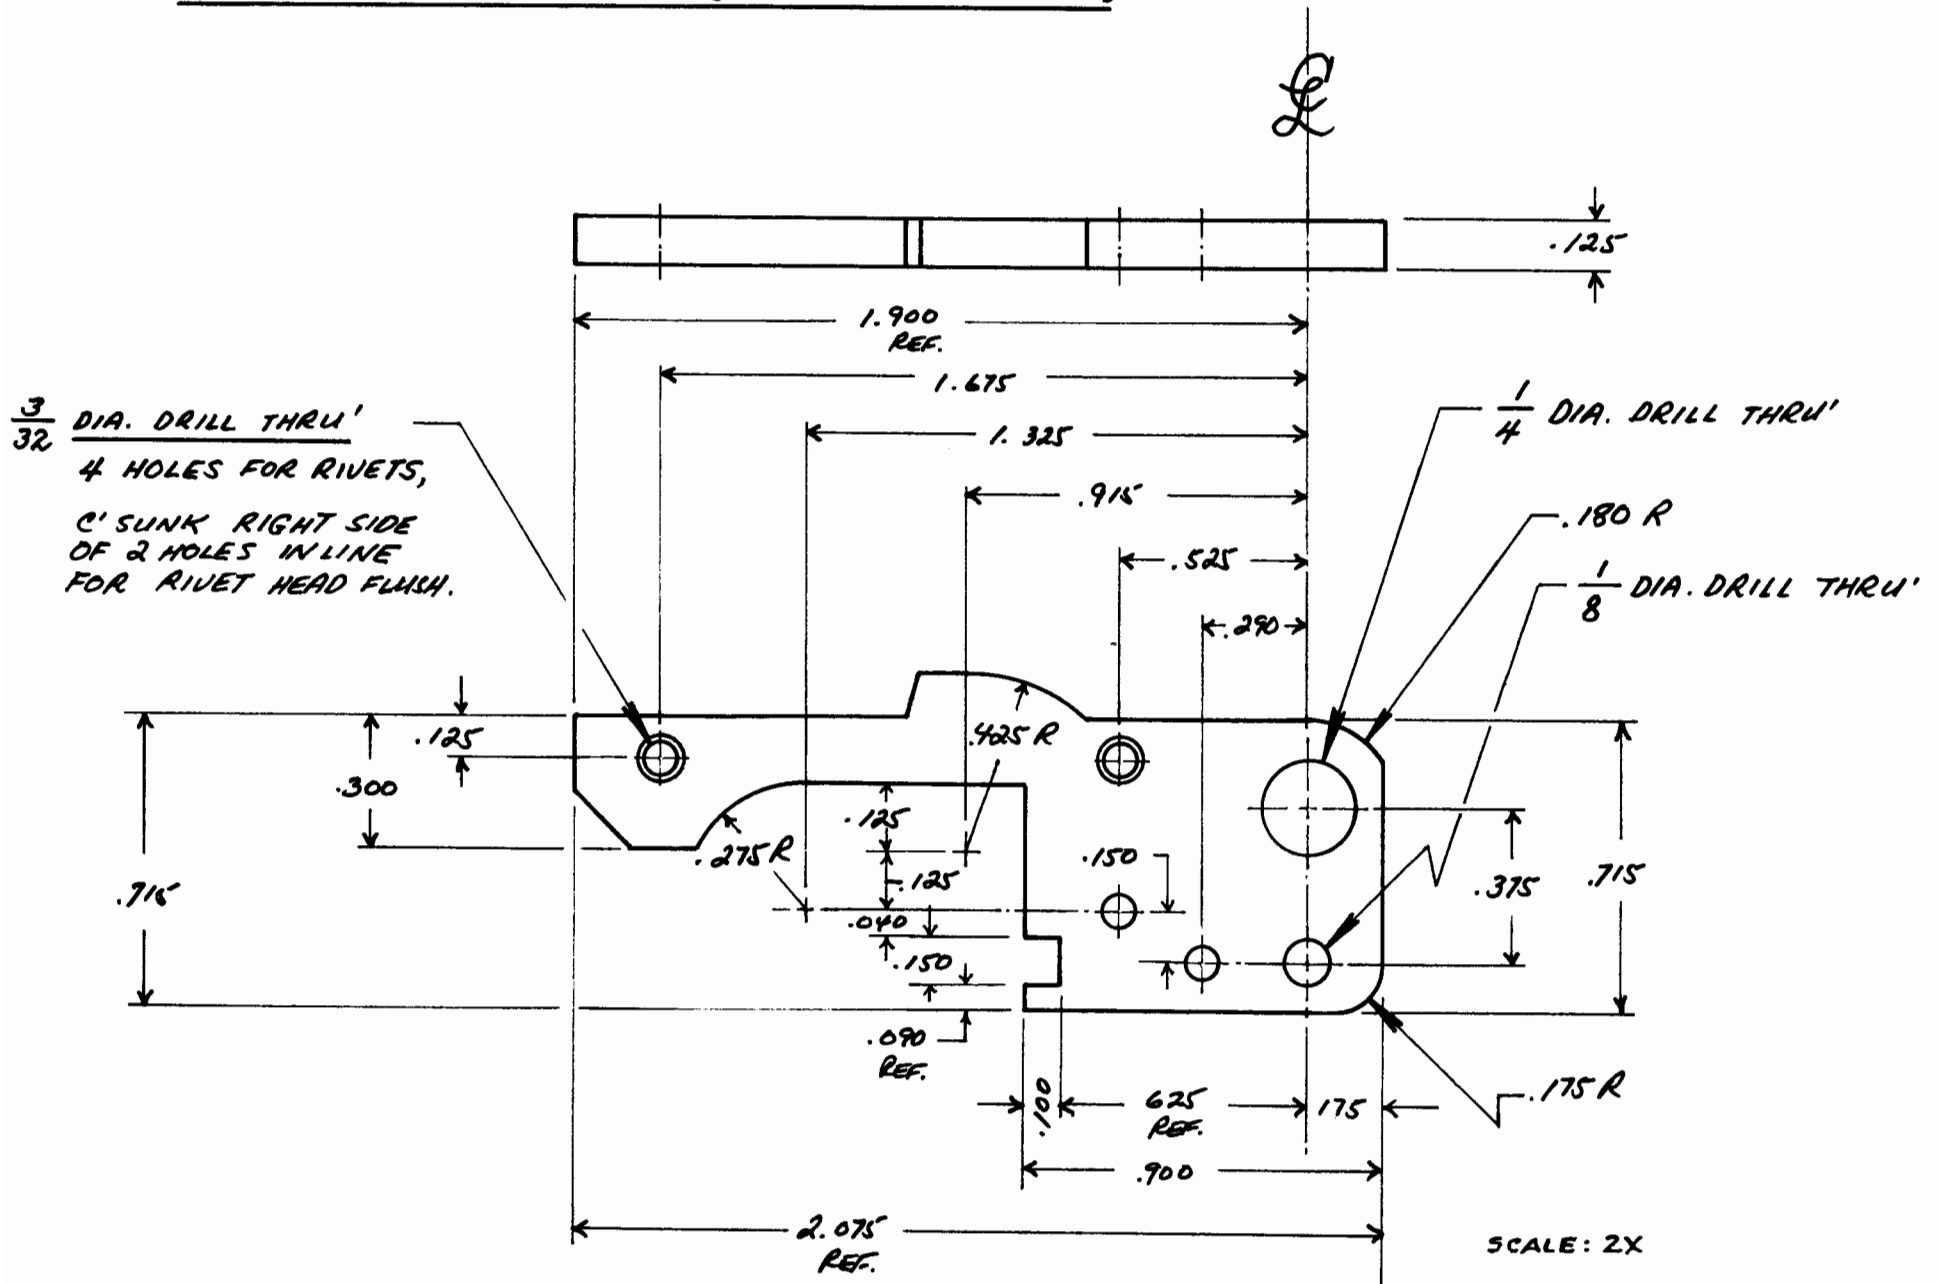 ℄
.125
1.900
REF.
1.675
3/32 DIA. DRILL THRU'
4 HOLES FOR RIVETS,
C'SUNK RIGHT SIDE
OF 2 HOLES IN LINE
FOR RIVET HEAD FLUSH.
1.325
1/4 DIA. DRILL THRU'
.915
.180 R
.525
1/8 DIA. DRILL THRU'
.290
.125
.425 R
.300
.125
.275 R
.150
.125
.375
.715
.715
.040
.150
.090
REF.
.100
625
REF.
175
.175 R
.900
2.075
REF.
SCALE: 2X